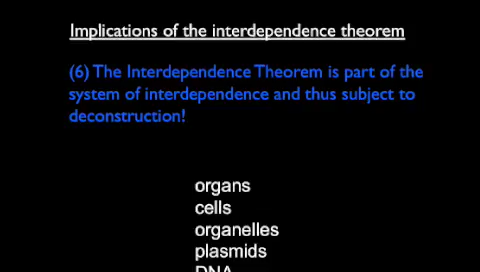 Implications of the interdependence theorem
(6) The Interdependence Theorem is part of the
system of interdependence and thus subject to
deconstruction!
organs
cells
organelles
plasmids
DNA